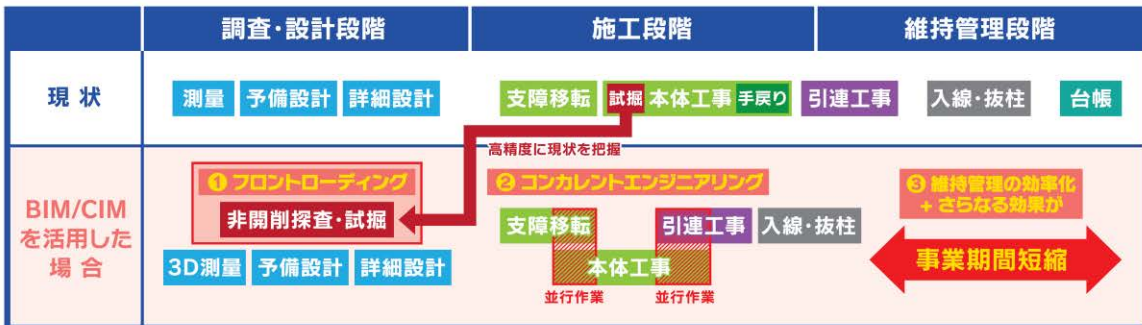 調査・設計段階
施工段階
維持管理段階
現状
測量
予備設計
詳細設計
支障移転
試掘
本体工事
手戻り
引連工事
入線・抜柱
台帳
高精度に現状を把握
BIM/CIM
を活用した
場合
❶ フロントローディング
非開削探査・試掘
3D測量
予備設計
詳細設計
❷ コンカレントエンジニアリング
支障移転
引連工事
入線・抜柱
本体工事
並行作業
並行作業
❸ 維持管理の効率化
+ さらなる効果が
事業期間短縮